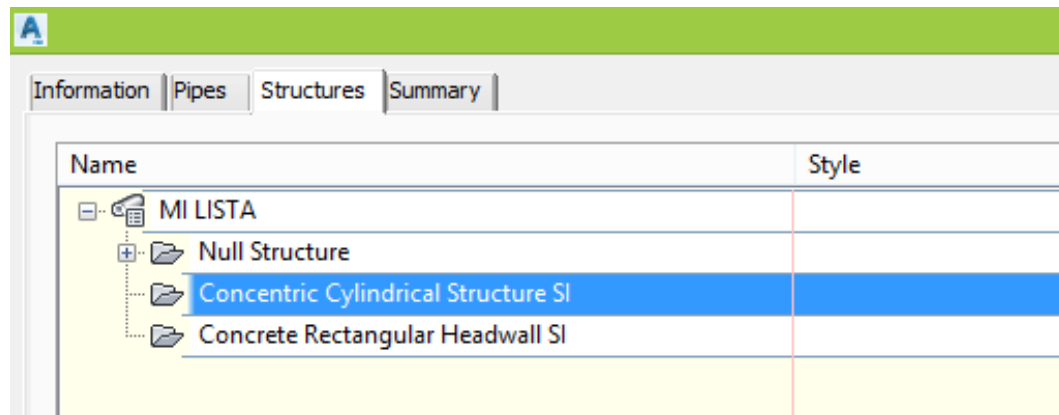 Information Pipes Structures Summary
Name Style
MI LISTA
Null Structure
Concentric Cylindrical Structure SI
Concrete Rectangular Headwall SI